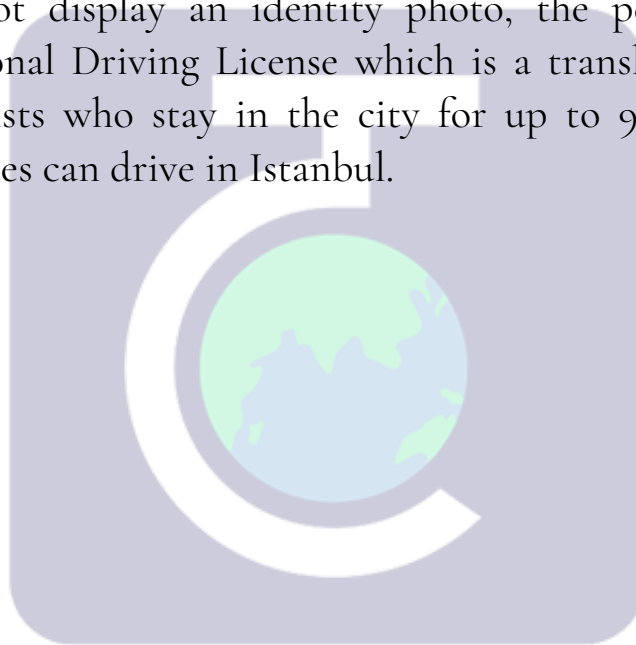 ot display an identity photo, the p
onal Driving License which is a transl
sts who stay in the city for up to 9
es can drive in Istanbul.